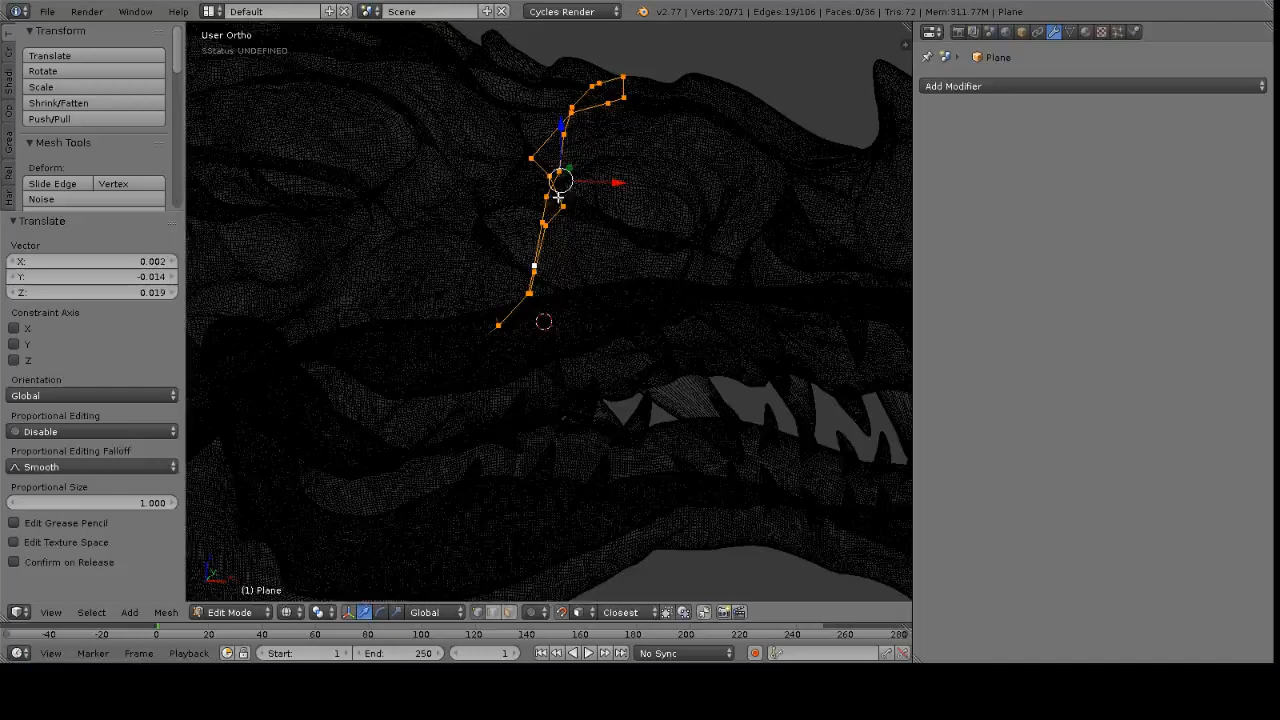 File Render Window Help Default Scene Cycles Render v2.77 | Verts:20/71 | Edges:19/106 | Faces:0/36 | Tris:72 | Mem:311.77M | Plane
Transform
Translate
Rotate
Scale
Shrink/Fatten
Push/Pull
Mesh Tools
Deform:
Slide Edge Vertex
Noise
Translate
Vector
X: 0.002
Y: -0.014
Z: 0.019
Constraint Axis
X
Y
Z
Orientation
Global
Proportional Editing
Disable
Proportional Editing Falloff
Smooth
Proportional Size
1.000
Edit Grease Pencil
Edit Texture Space
Confirm on Release
User Ortho
SStatus UNDEFINED
(1) Plane
Plane
Add Modifier
View Select Add Mesh Edit Mode Global Closest
-40 -20 0 20 40 60 80 100 120 140 160 180 200 220 240 260 280
View Marker Frame Playback Start: 1 End: 250 1 No Sync